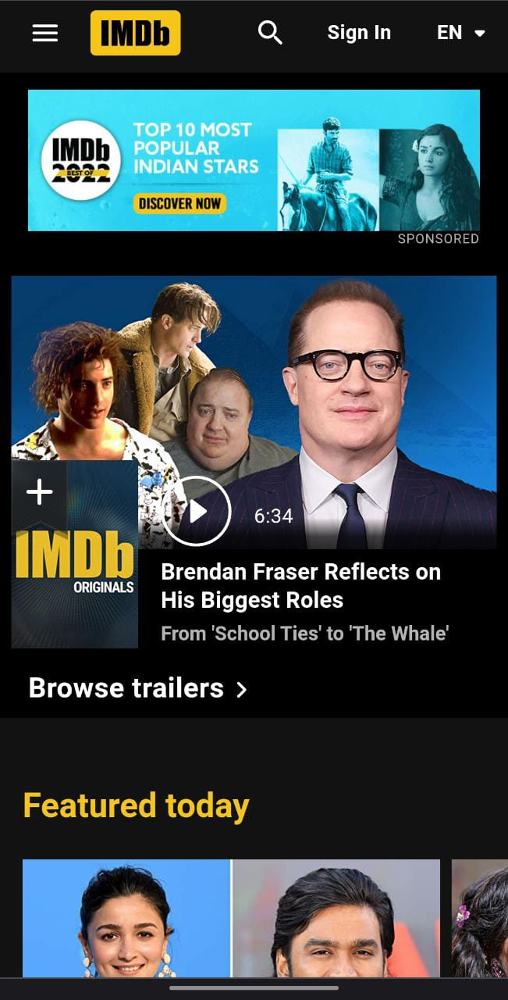 IMDb
Sign In
EN
IMDb
BEST OF
2022
TOP 10 MOST
POPULAR
INDIAN STARS
DISCOVER NOW
SPONSORED
6:34
IMDb
ORIGINALS
Brendan Fraser Reflects on
His Biggest Roles
From 'School Ties' to 'The Whale'
Browse trailers
Featured today